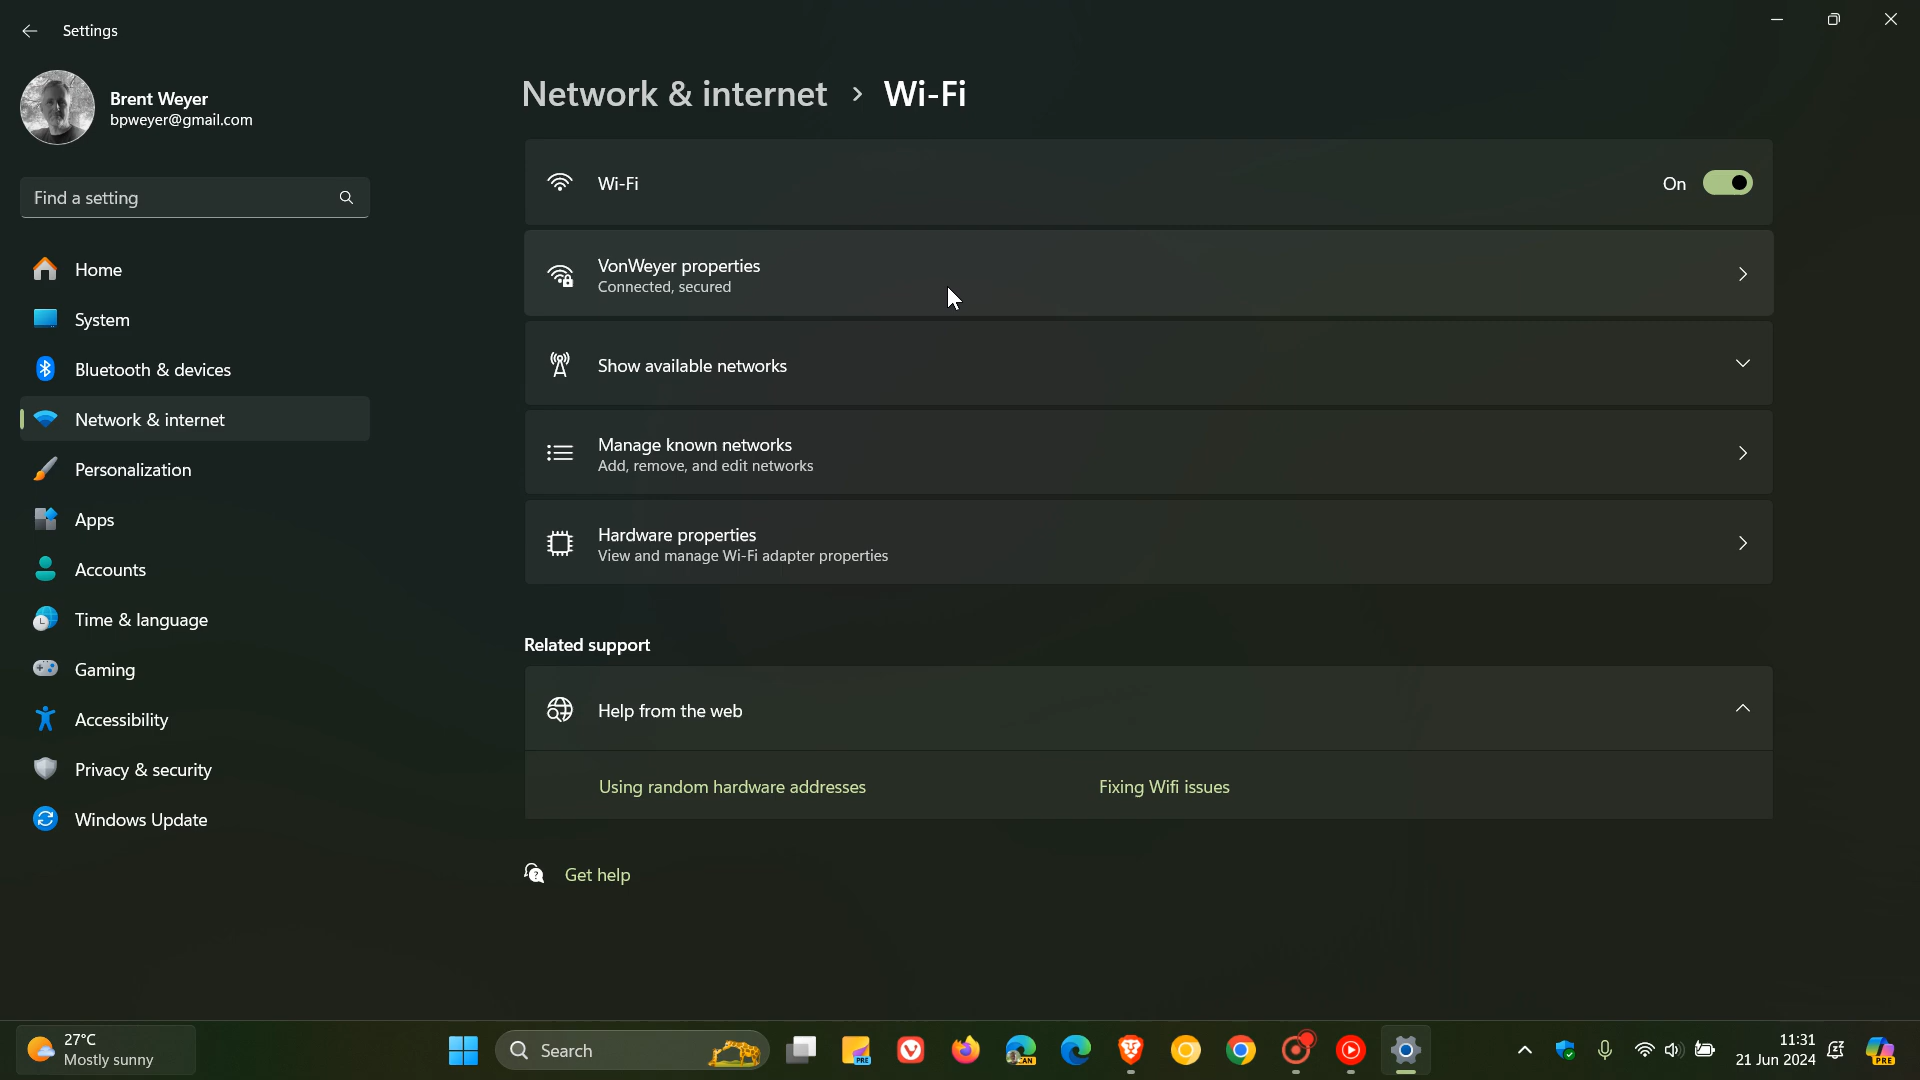 Settings
Brent Weyer
bpweyer@gmail.com
Find a setting
Home
System
Bluetooth & devices
Network & internet
Personalization
Apps
Accounts
Time & language
Gaming
Accessibility
Privacy & security
Windows Update
Network & internet > Wi-Fi
Wi-Fi
On
VonWeyer properties
Connected, secured
Show available networks
Manage known networks
Add, remove, and edit networks
Hardware properties
View and manage Wi-Fi adapter properties
Related support
Help from the web
Using random hardware addresses
Fixing Wifi issues
Get help
27°C
Mostly sunny
Search
PRE
CAN
11:31
21 Jun 2024
PRE